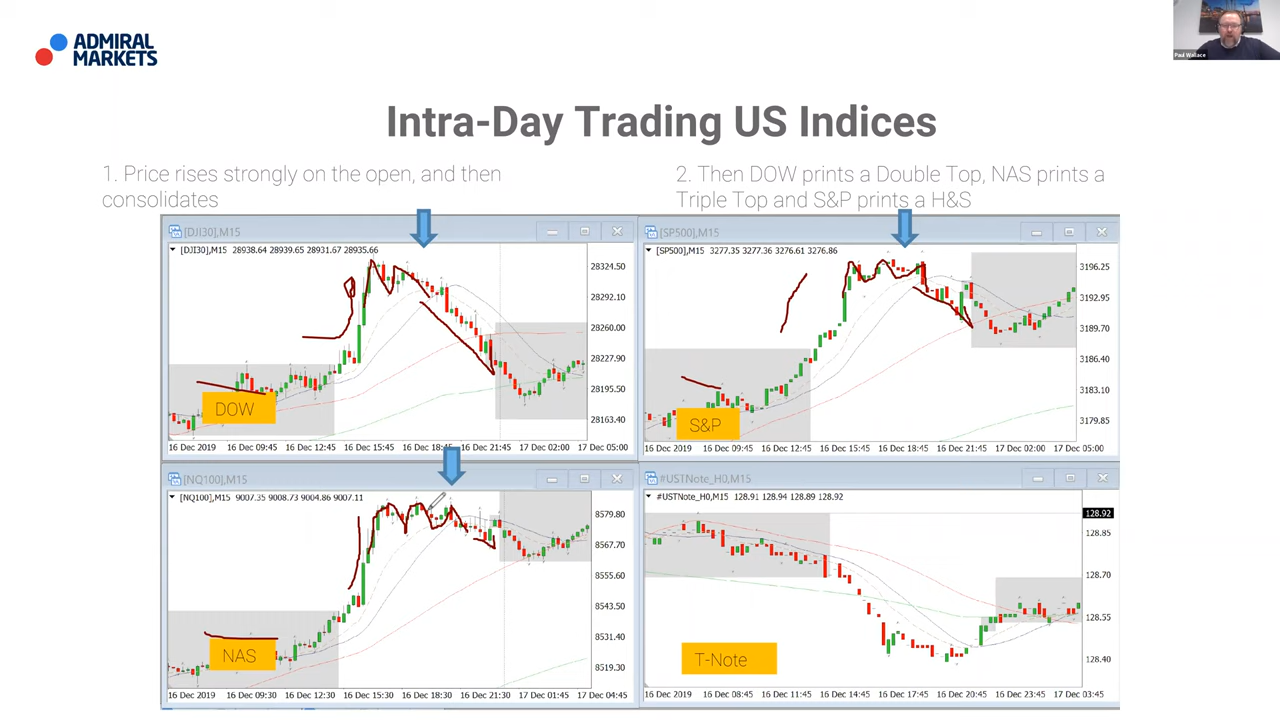 ADMIRAL
MARKETS
Paul Wallace
Intra-Day Trading US Indices
1. Price rises strongly on the open, and then
consolidates
2. Then DOW prints a Double Top, NAS prints a
Triple Top and S&P prints a H&S
[DJI30],M15
[DJI30],M15 28938.64 28939.65 28931.67 28935.66
28324.50
28292.10
28260.00
28227.90
28195.50
28163.40
DOW
16 Dec 2019 16 Dec 09:45 16 Dec 12:45 16 Dec 15:45 16 Dec 18:45 16 Dec 21:45 17 Dec 02:00 17 Dec 05:00
[SP500],M15
[SP500],M15 3277.35 3277.36 3276.61 3276.86
3196.25
3192.95
3189.70
3186.40
3183.10
3179.85
S&P
16 Dec 2019 16 Dec 09:45 16 Dec 12:45 16 Dec 15:45 16 Dec 18:45 16 Dec 21:45 17 Dec 02:00 17 Dec 05:00
[NQ100],M15
[NQ100],M15 9007.35 9008.73 9004.86 9007.11
8579.80
8567.70
8555.60
8543.50
8531.40
8519.30
NAS
16 Dec 2019 16 Dec 09:30 16 Dec 12:30 16 Dec 15:30 16 Dec 18:30 16 Dec 21:30 17 Dec 01:45 17 Dec 04:45
#USTNote_H0,M15
#USTNote_H0,M15 128.91 128.94 128.89 128.92
128.92
128.85
128.70
128.55
128.40
T-Note
16 Dec 2019 16 Dec 08:45 16 Dec 11:45 16 Dec 14:45 16 Dec 17:45 16 Dec 20:45 16 Dec 23:45 17 Dec 03:45